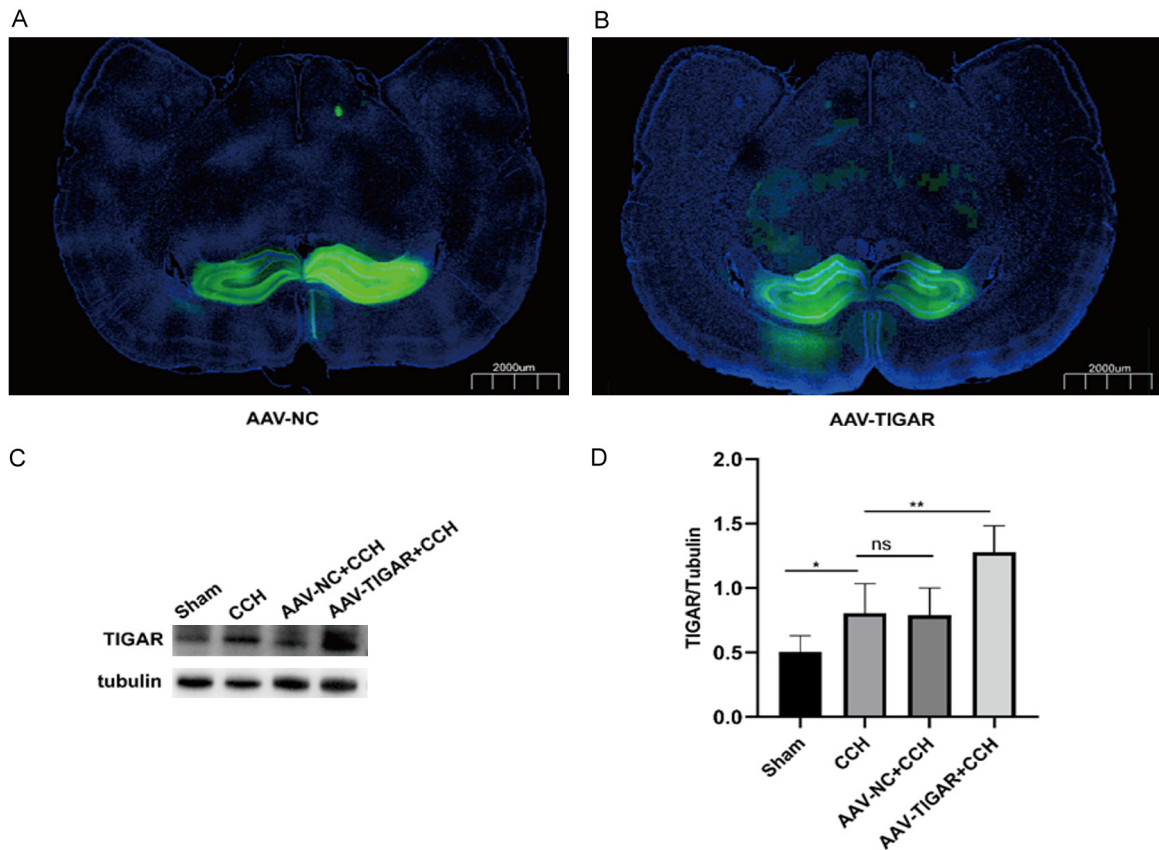 A
B
2000um
2000um
AAV-NC
AAV-TIGAR
C
D
Sham
CCH
AAV-NC+CCH
AAV-TIGAR+CCH
TIGAR
tubulin
TIGAR/Tubulin
2.0
1.5
1.0
0.5
0.0
*
ns
**
Sham
CCH
AAV-NC+CCH
AAV-TIGAR+CCH